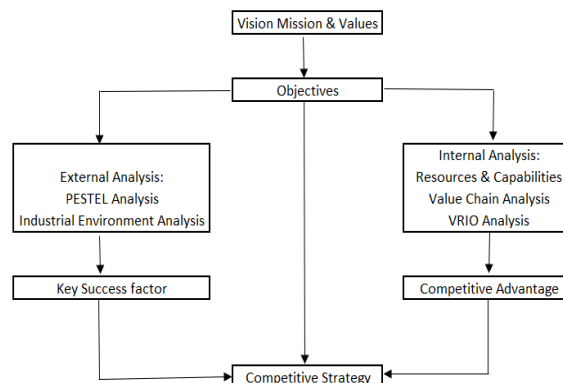 Vision Mission & Values
Objectives
External Analysis:
PESTEL Analysis
Industrial Environment Analysis
Internal Analysis:
Resources & Capabilities
Value Chain Analysis
VRIO Analysis
Key Success factor
Competitive Advantage
Competitive Strategy